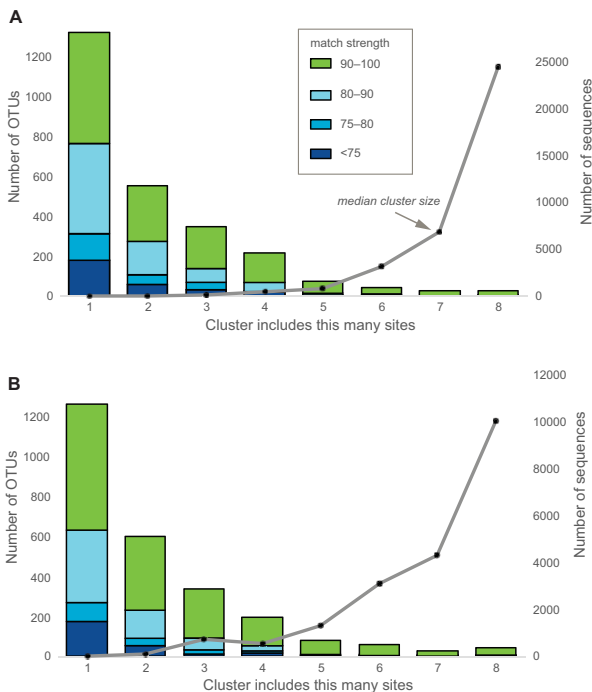 A
match strength
90–100
80–90
75–80
<75
median cluster size
Number of OTUs
1200
1000
800
600
400
200
0
Number of sequences
25000
20000
15000
10000
5000
0
1 2 3 4 5 6 7 8
Cluster includes this many sites
B
Number of OTUs
1200
1000
800
600
400
200
0
Number of sequences
12000
10000
8000
6000
4000
2000
0
1 2 3 4 5 6 7 8
Cluster includes this many sites